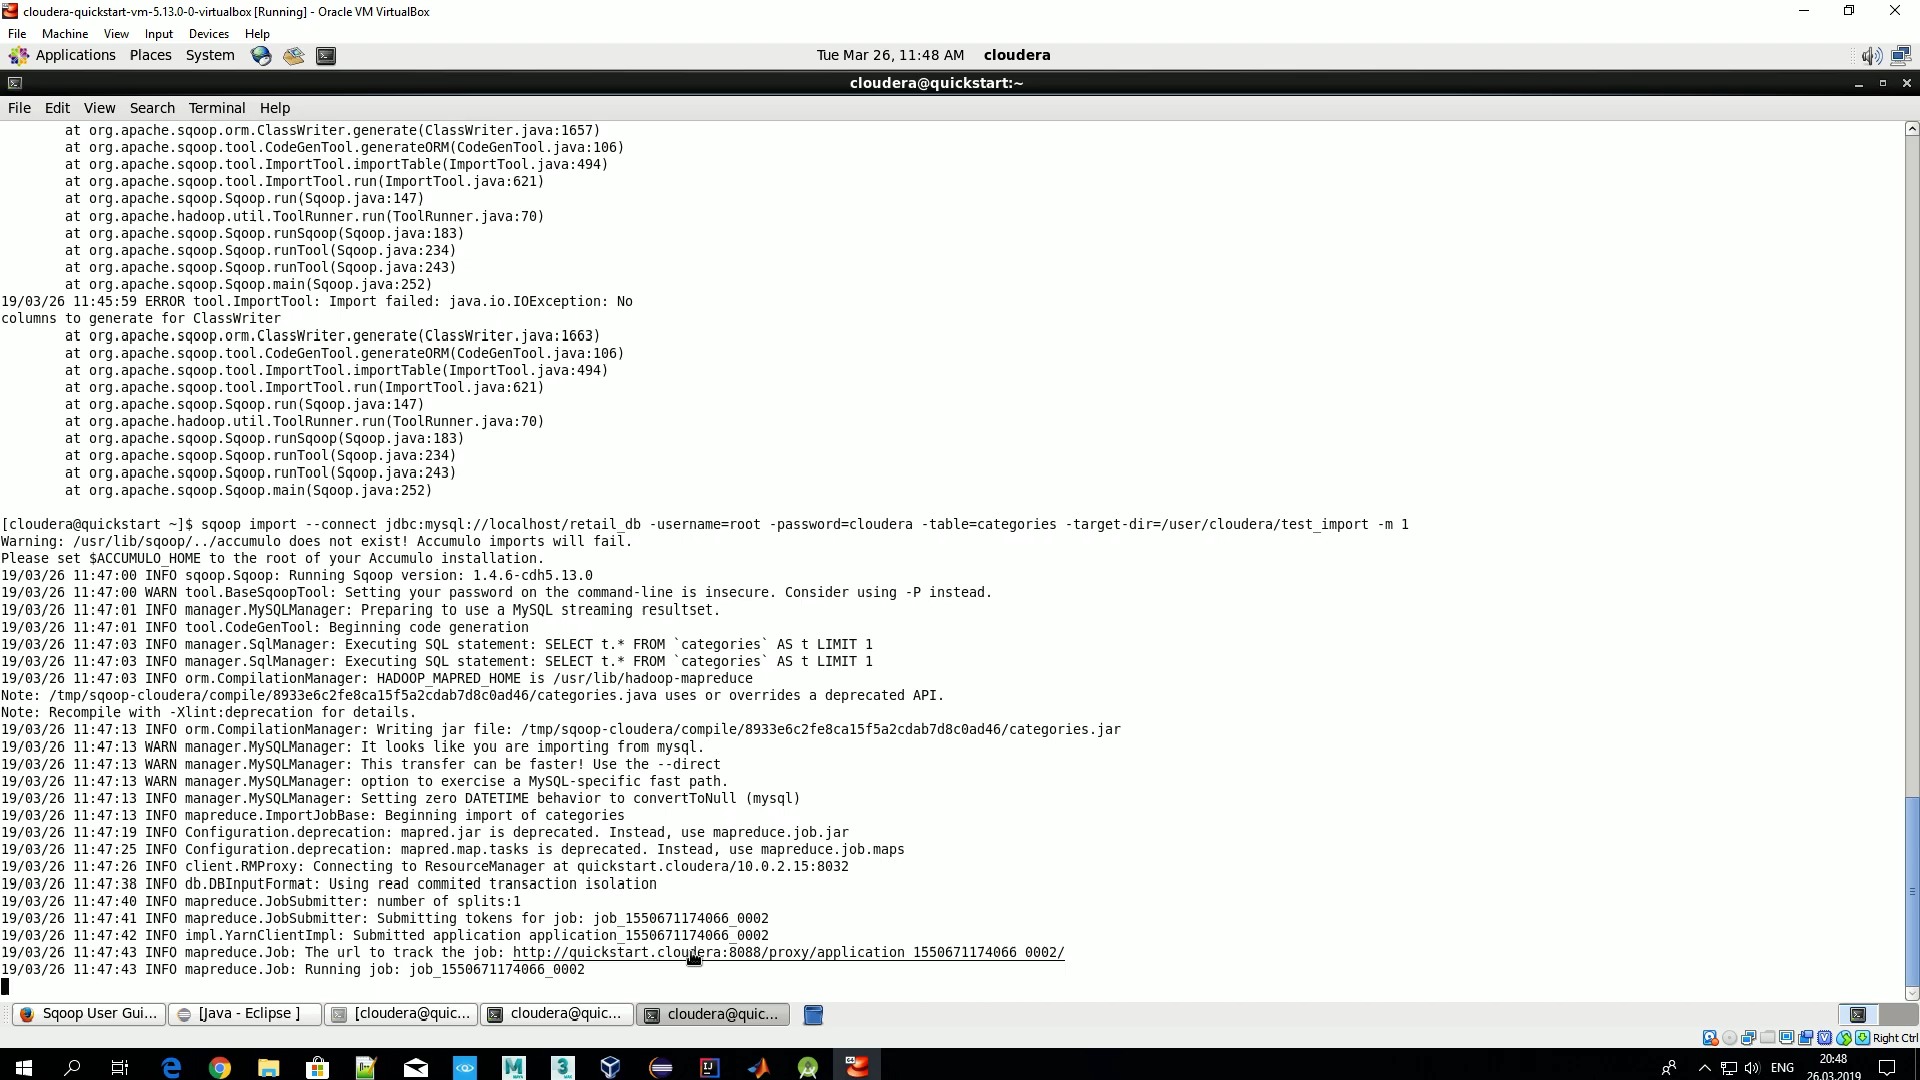 cloudera-quickstart-vm-5.13.0-0-virtualbox [Running] - Oracle VM VirtualBox
File Machine View Input Devices Help
Applications Places System Tue Mar 26, 11:48 AM cloudera
cloudera@quickstart:~
File Edit View Search Terminal Help
at org.apache.sqoop.orm.ClassWriter.generate(ClassWriter.java:1657)
at org.apache.sqoop.tool.CodeGenTool.generateORM(CodeGenTool.java:106)
at org.apache.sqoop.tool.ImportTool.importTable(ImportTool.java:494)
at org.apache.sqoop.tool.ImportTool.run(ImportTool.java:621)
at org.apache.sqoop.Sqoop.run(Sqoop.java:147)
at org.apache.hadoop.util.ToolRunner.run(ToolRunner.java:70)
at org.apache.sqoop.Sqoop.runSqoop(Sqoop.java:183)
at org.apache.sqoop.Sqoop.runTool(Sqoop.java:234)
at org.apache.sqoop.Sqoop.runTool(Sqoop.java:243)
at org.apache.sqoop.Sqoop.main(Sqoop.java:252)
19/03/26 11:45:59 ERROR tool.ImportTool: Import failed: java.io.IOException: No
columns to generate for ClassWriter
at org.apache.sqoop.orm.ClassWriter.generate(ClassWriter.java:1663)
at org.apache.sqoop.tool.CodeGenTool.generateORM(CodeGenTool.java:106)
at org.apache.sqoop.tool.ImportTool.importTable(ImportTool.java:494)
at org.apache.sqoop.tool.ImportTool.run(ImportTool.java:621)
at org.apache.sqoop.Sqoop.run(Sqoop.java:147)
at org.apache.hadoop.util.ToolRunner.run(ToolRunner.java:70)
at org.apache.sqoop.Sqoop.runSqoop(Sqoop.java:183)
at org.apache.sqoop.Sqoop.runTool(Sqoop.java:234)
at org.apache.sqoop.Sqoop.runTool(Sqoop.java:243)
at org.apache.sqoop.Sqoop.main(Sqoop.java:252)
[cloudera@quickstart ~]$ sqoop import --connect jdbc:mysql://localhost/retail_db -username=root -password=cloudera -table=categories -target-dir=/user/cloudera/test_import -m 1
Warning: /usr/lib/sqoop/../accumulo does not exist! Accumulo imports will fail.
Please set $ACCUMULO_HOME to the root of your Accumulo installation.
19/03/26 11:47:00 INFO sqoop.Sqoop: Running Sqoop version: 1.4.6-cdh5.13.0
19/03/26 11:47:00 WARN tool.BaseSqoopTool: Setting your password on the command-line is insecure. Consider using -P instead.
19/03/26 11:47:01 INFO manager.MySQLManager: Preparing to use a MySQL streaming resultset.
19/03/26 11:47:01 INFO tool.CodeGenTool: Beginning code generation
19/03/26 11:47:03 INFO manager.SqlManager: Executing SQL statement: SELECT t.* FROM `categories` AS t LIMIT 1
19/03/26 11:47:03 INFO manager.SqlManager: Executing SQL statement: SELECT t.* FROM `categories` AS t LIMIT 1
19/03/26 11:47:03 INFO orm.CompilationManager: HADOOP_MAPRED_HOME is /usr/lib/hadoop-mapreduce
Note: /tmp/sqoop-cloudera/compile/8933e6c2fe8ca15f5a2cdab7d8c0ad46/categories.java uses or overrides a deprecated API.
Note: Recompile with -Xlint:deprecation for details.
19/03/26 11:47:13 INFO orm.CompilationManager: Writing jar file: /tmp/sqoop-cloudera/compile/8933e6c2fe8ca15f5a2cdab7d8c0ad46/categories.jar
19/03/26 11:47:13 WARN manager.MySQLManager: It looks like you are importing from mysql.
19/03/26 11:47:13 WARN manager.MySQLManager: This transfer can be faster! Use the --direct
19/03/26 11:47:13 WARN manager.MySQLManager: option to exercise a MySQL-specific fast path.
19/03/26 11:47:13 INFO manager.MySQLManager: Setting zero DATETIME behavior to convertToNull (mysql)
19/03/26 11:47:13 INFO mapreduce.ImportJobBase: Beginning import of categories
19/03/26 11:47:19 INFO Configuration.deprecation: mapred.jar is deprecated. Instead, use mapreduce.job.jar
19/03/26 11:47:25 INFO Configuration.deprecation: mapred.map.tasks is deprecated. Instead, use mapreduce.job.maps
19/03/26 11:47:26 INFO client.RMProxy: Connecting to ResourceManager at quickstart.cloudera/10.0.2.15:8032
19/03/26 11:47:38 INFO db.DBInputFormat: Using read commited transaction isolation
19/03/26 11:47:40 INFO mapreduce.JobSubmitter: number of splits:1
19/03/26 11:47:41 INFO mapreduce.JobSubmitter: Submitting tokens for job: job_1550671174066_0002
19/03/26 11:47:42 INFO impl.YarnClientImpl: Submitted application application_1550671174066_0002
19/03/26 11:47:43 INFO mapreduce.Job: The url to track the job: http://quickstart.cloudera:8088/proxy/application_1550671174066_0002/
19/03/26 11:47:43 INFO mapreduce.Job: Running job: job_1550671174066_0002
Sqoop User Gui... [Java - Eclipse ] [cloudera@quic... cloudera@quic... cloudera@quic...
Right Ctrl
ENG 20:48
26.03.2019